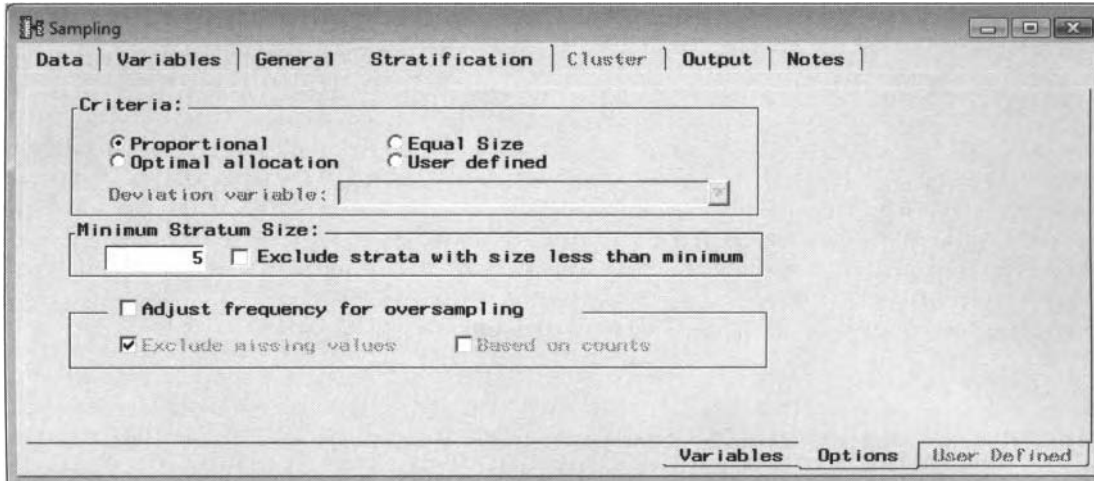 Sampling
Data Variables General Stratification Cluster Output Notes
Criteria:
Proportional Equal Size
Optimal allocation User defined
Deviation variable: ?
Minimum Stratum Size:
5 Exclude strata with size less than minimum
Adjust frequency for oversampling
Exclude missing values Based on counts
Variables Options User Defined